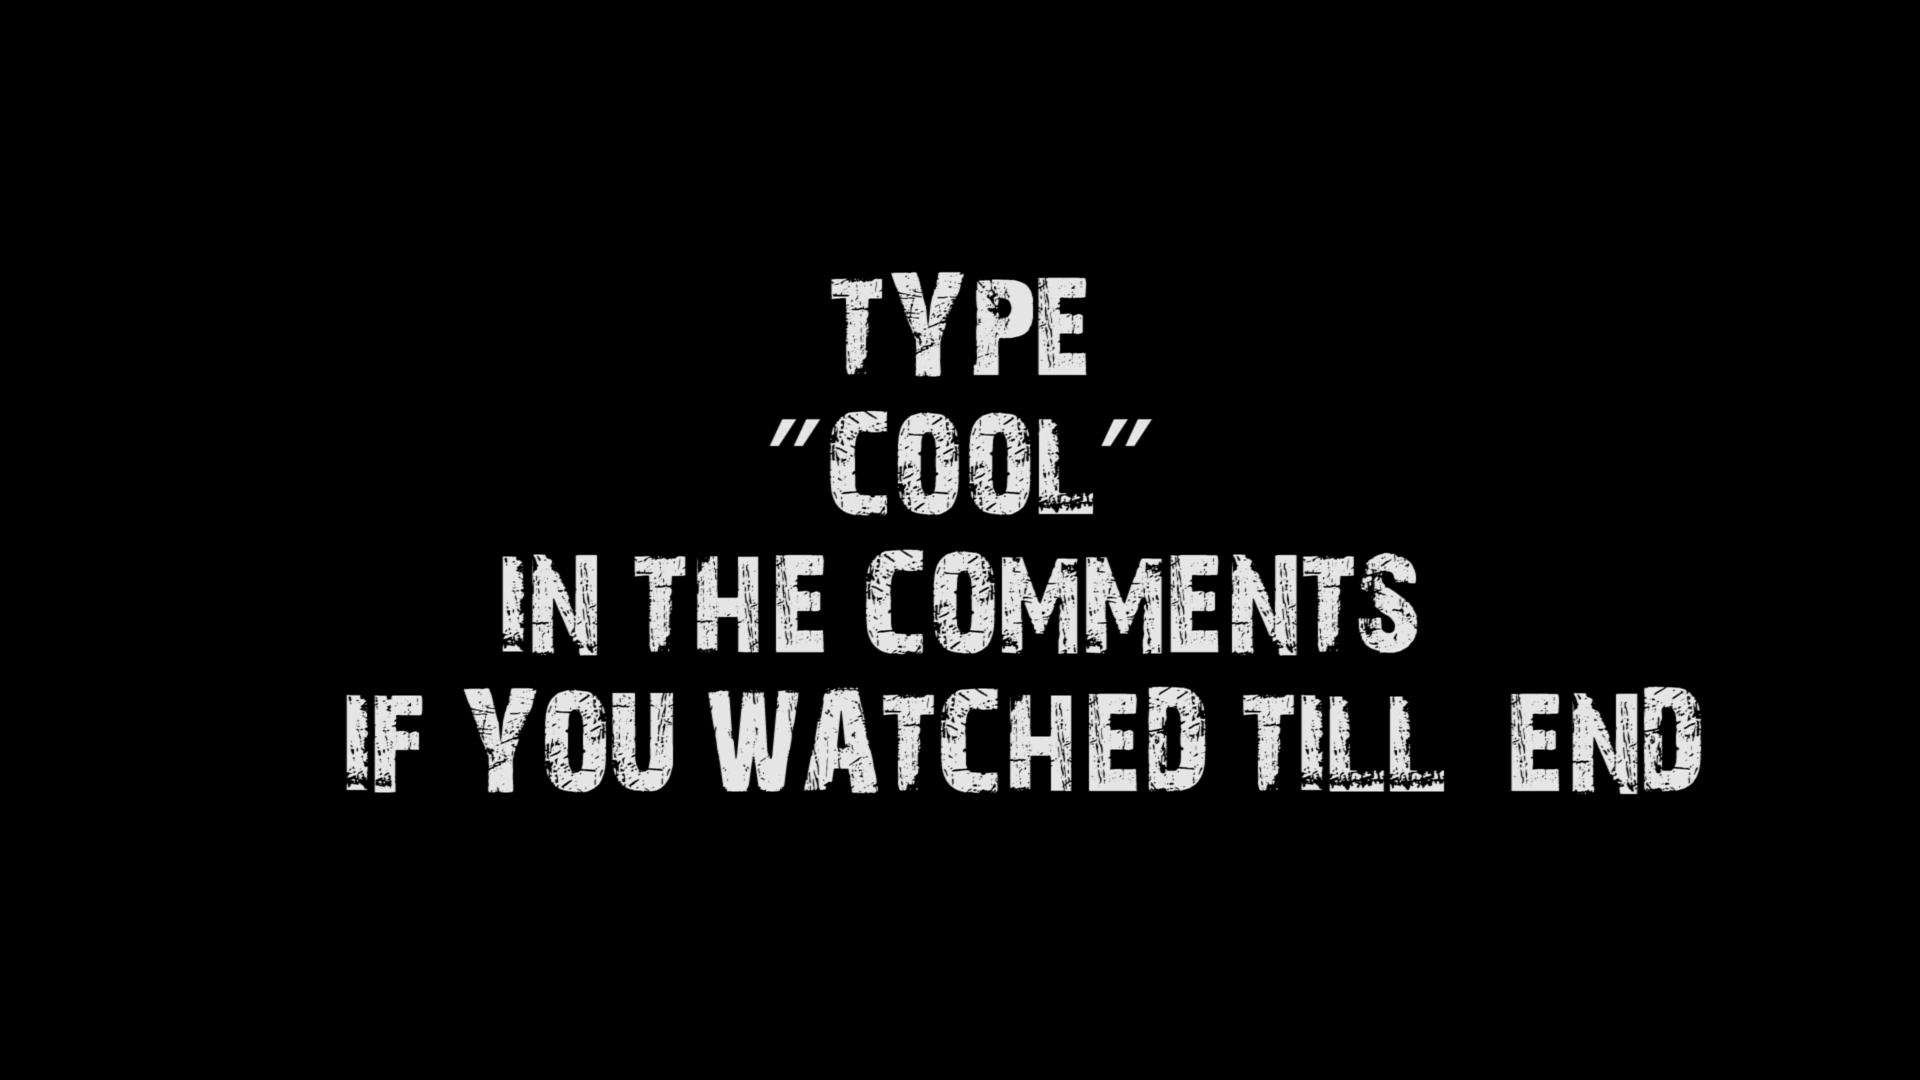 TYPE
"COOL"
IN THE COMMENTS
IF YOU WATCHED TILL END